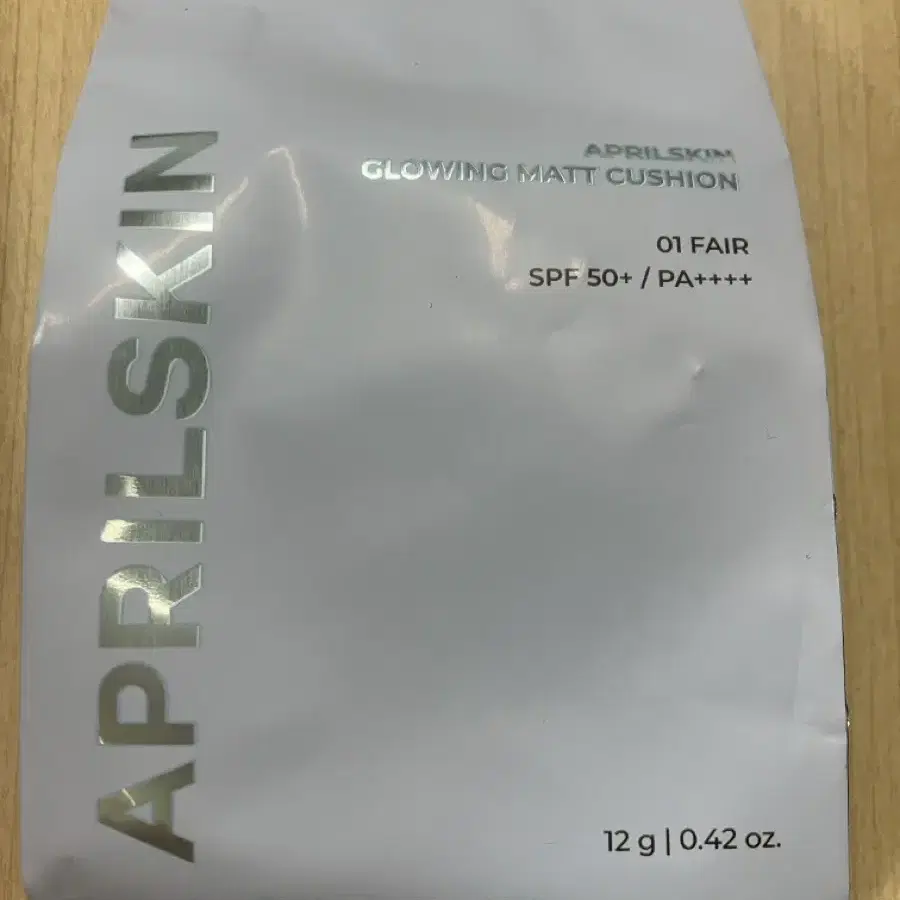 APRILSKIN
APRILSKIN
GLOWING MATT CUSHION
01 FAIR
SPF 50+ / PA++++
12 g | 0.42 oz.